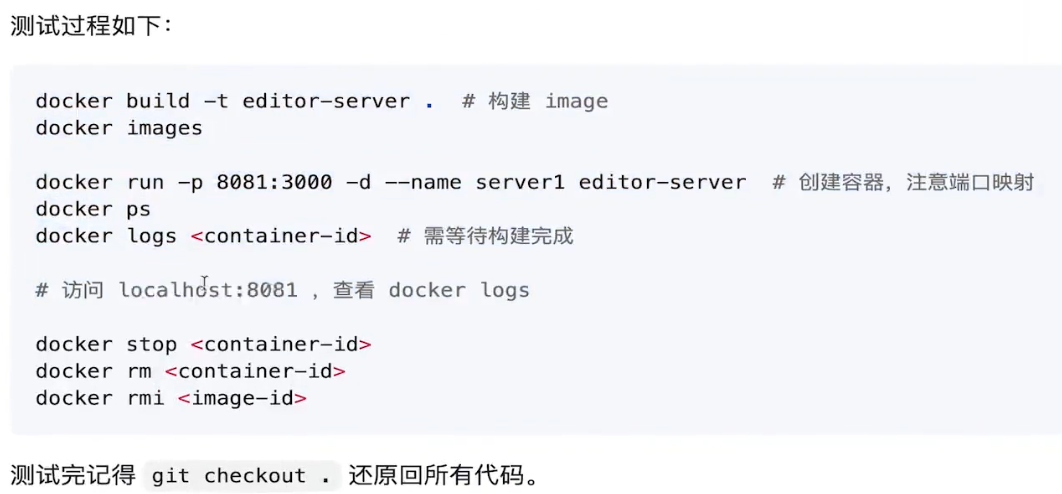 测试过程如下：
docker build -t editor-server .  # 构建 image
docker images
docker run -p 8081:3000 -d --name server1 editor-server  # 创建容器，注意端口映射
docker ps
docker logs <container-id>  # 需等待构建完成
# 访问 localhost:8081 ，查看 docker logs
docker stop <container-id>
docker rm <container-id>
docker rmi <image-id>
测试完记得 git checkout . 还原回所有代码。